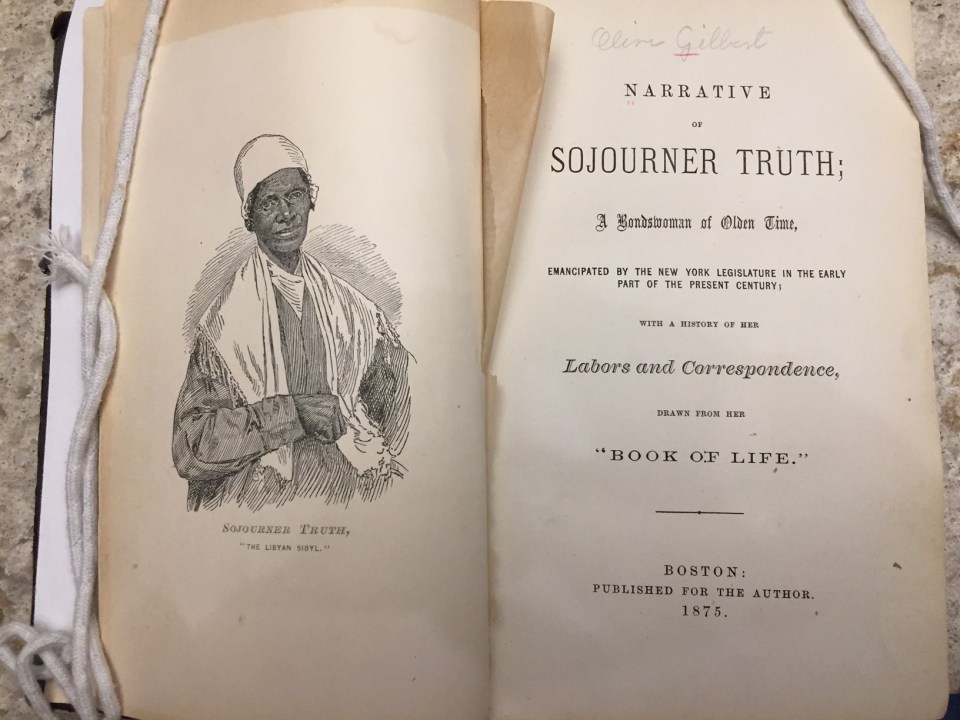 SOJOURNER TRUTH,
"THE LIBYAN SIBYL."
Olive Gilbert
NARRATIVE
OF
SOJOURNER TRUTH;
A Bondswoman of Olden Time,
EMANCIPATED BY THE NEW YORK LEGISLATURE IN THE EARLY
PART OF THE PRESENT CENTURY;
WITH A HISTORY OF HER
Labors and Correspondence,
DRAWN FROM HER
"BOOK OF LIFE."
BOSTON:
PUBLISHED FOR THE AUTHOR.
1875.